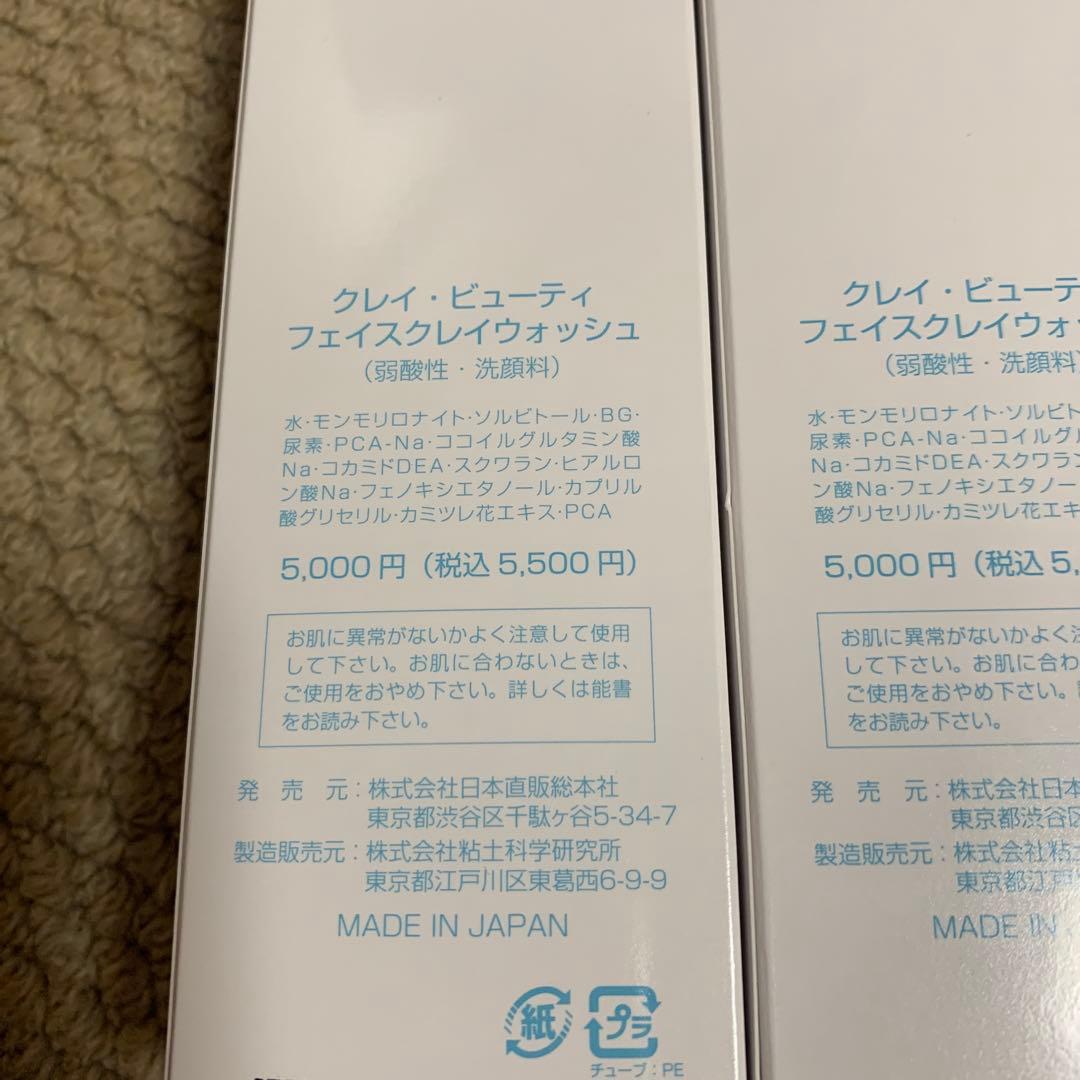 クレイ・ビューティ
フェイスクレイウォッシュ
（弱酸性・洗顔料）
水・モンモリロナイト・ソルビトール・BG・
尿素・PCA-Na・ココイルグルタミン酸
Na・コカミドDEA・スクワラン・ヒアルロ
ン酸Na・フェノキシエタノール・カプリル
酸グリセリル・カミツレ花エキス・PCA
5,000円（税込5,500円）
お肌に異常がないかよく注意して使用
して下さい。お肌に合わないときは、
ご使用をおやめ下さい。詳しくは能書
をお読み下さい。
発売元：株式会社日本直販総本社
東京都渋谷区千駄ヶ谷5-34-7
製造販売元：株式会社粘土科学研究所
東京都江戸川区東葛西6-9-9
MADE IN JAPAN
紙 プラ
チューブ：PE
クレイ・ビューテ
フェイスクレイウォ
（弱酸性・洗顔料）
水・モンモリロナイト・ソルビト
尿素・PCA-Na・ココイルグル
Na・コカミドDEA・スクワラン
ン酸Na・フェノキシエタノー
酸グリセリル・カミツレ花エキ
5,000円（税込5,
お肌に異常がないかよく
して下さい。お肌に合わ
ご使用をおやめ下さい。
をお読み下さい。
発売元：株式会社日本
東京都渋谷区
製造販売元：株式会社粘土
東京都江戸
MADE IN